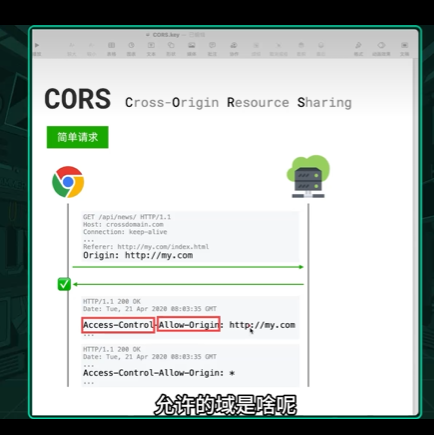 CORS.key
CORS Cross-Origin Resource Sharing
简单请求
GET /api/news/ HTTP/1.1
Host: crossdomain.com
Connection: keep-alive
...
Referer: http://my.com/index.html
Origin: http://my.com
HTTP/1.1 200 OK
Date: Tue, 21 Apr 2020 08:03:35 GMT
Access-Control-Allow-Origin: http://my.com
...
HTTP/1.1 200 OK
Date: Tue, 21 Apr 2020 08:03:35 GMT
...
Access-Control-Allow-Origin: *
...
允许的域是啥呢